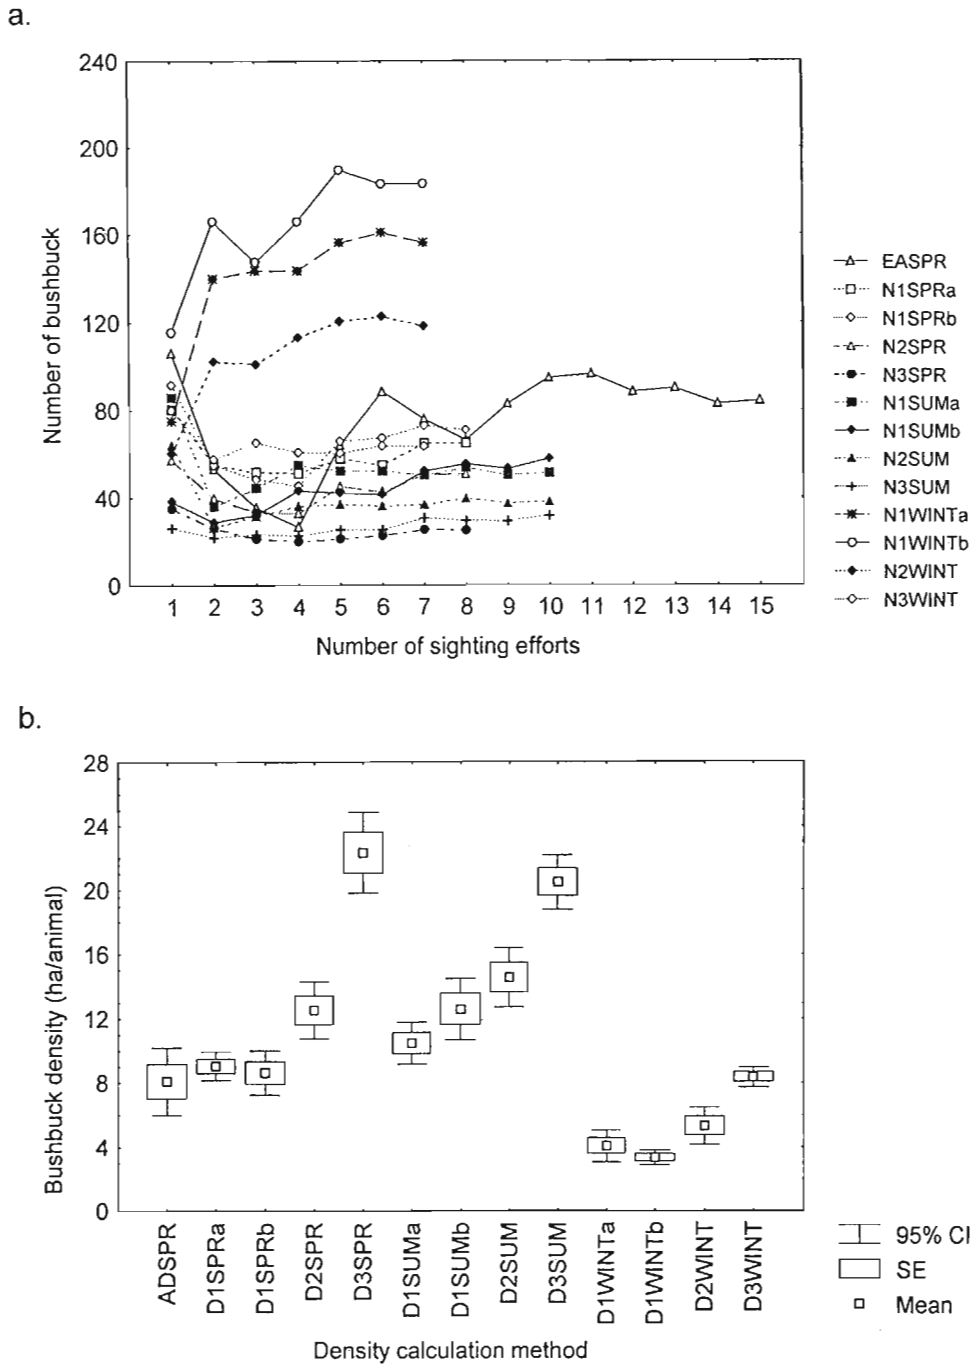 a.
240
200
160
120
80
40
0
Number of bushbuck
1 2 3 4 5 6 7 8 9 10 11 12 13 14 15
Number of sighting efforts
EASPR
N1SPRa
N1SPRb
N2SPR
N3SPR
N1SUMa
N1SUMb
N2SUM
N3SUM
N1WINTa
N1WINTb
N2WINT
N3WINT
b.
28
24
20
16
12
8
4
0
Bushbuck density (ha/animal)
ADSPR
D1SPRa
D1SPRb
D2SPR
D3SPR
D1SUMa
D1SUMb
D2SUM
D3SUM
D1WINTa
D1WINTb
D2WINT
D3WINT
Density calculation method
95% CI
SE
Mean